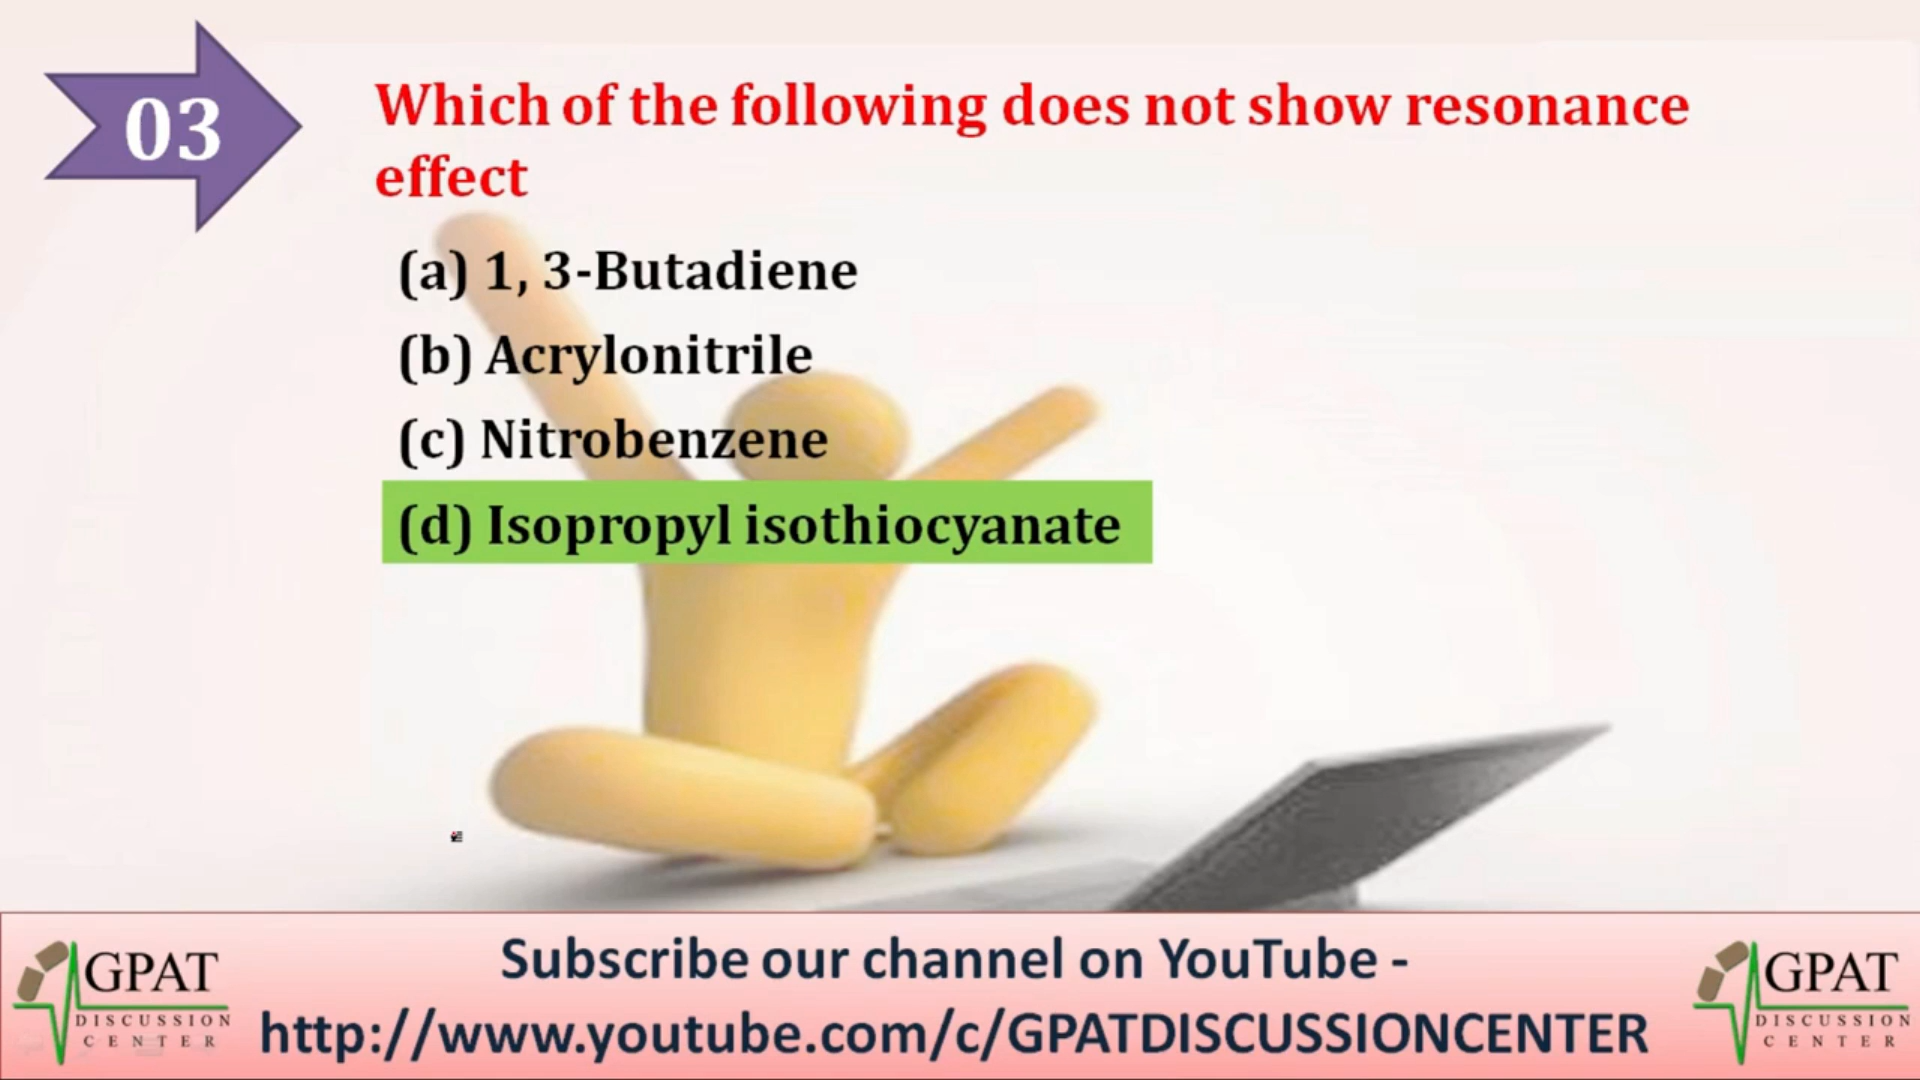 03
Which of the following does not show resonance
effect
(a) 1, 3-Butadiene
(b) Acrylonitrile
(c) Nitrobenzene
(d) Isopropyl isothiocyanate
GPAT
DISCUSSION
CENTER
Subscribe our channel on YouTube -
http://www.youtube.com/c/GPATDISCUSSIONCENTER
GPAT
DISCUSSION
CENTER